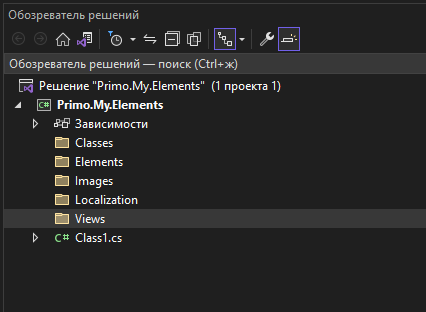 Обозреватель решений
Обозреватель решений — поиск (Ctrl+ж)
Решение "Primo.My.Elements" (1 проекта 1)
C# Primo.My.Elements
Зависимости
Classes
Elements
Images
Localization
Views
C# Class1.cs